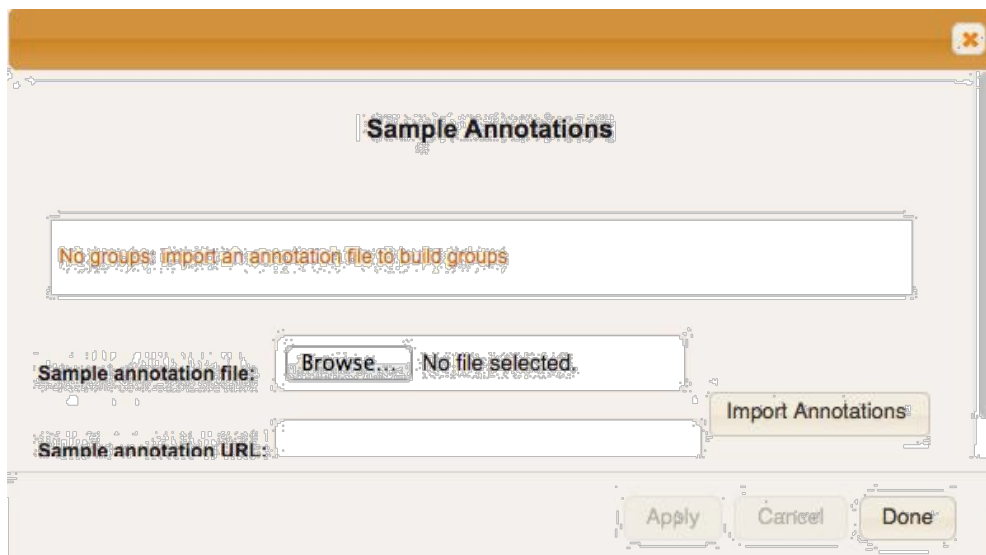 Sample Annotations
No groups: import an annotation file to build groups
Sample annotation file:
Browse... No file selected.
Import Annotations
Sample annotation URL:
Apply Cancel Done